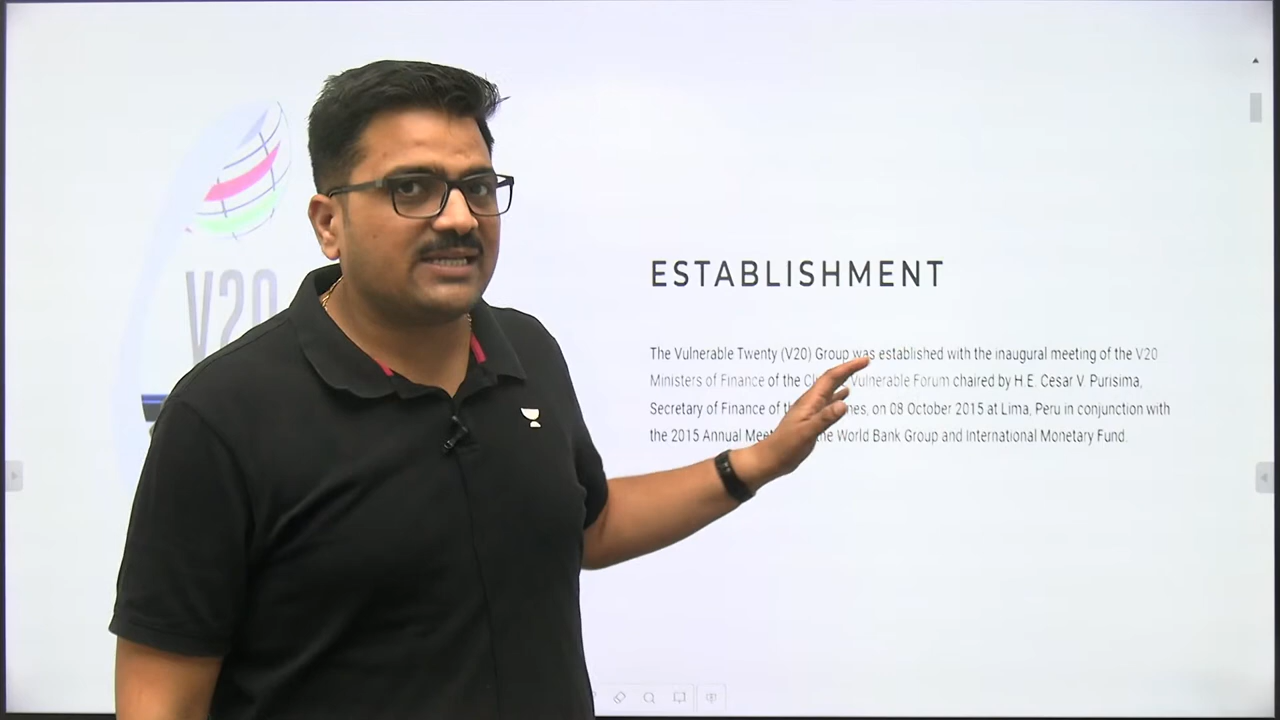 V20
ESTABLISHMENT
The Vulnerable Twenty (V20) Group was established with the inaugural meeting of the V20
Ministers of Finance of the Vulnerable Forum chaired by H.E. Cesar V. Purisima,
Secretary of Finance of on 08 October 2015 at Lima, Peru in conjunction with
the 2015 Annual the World Bank Group and International Monetary Fund.